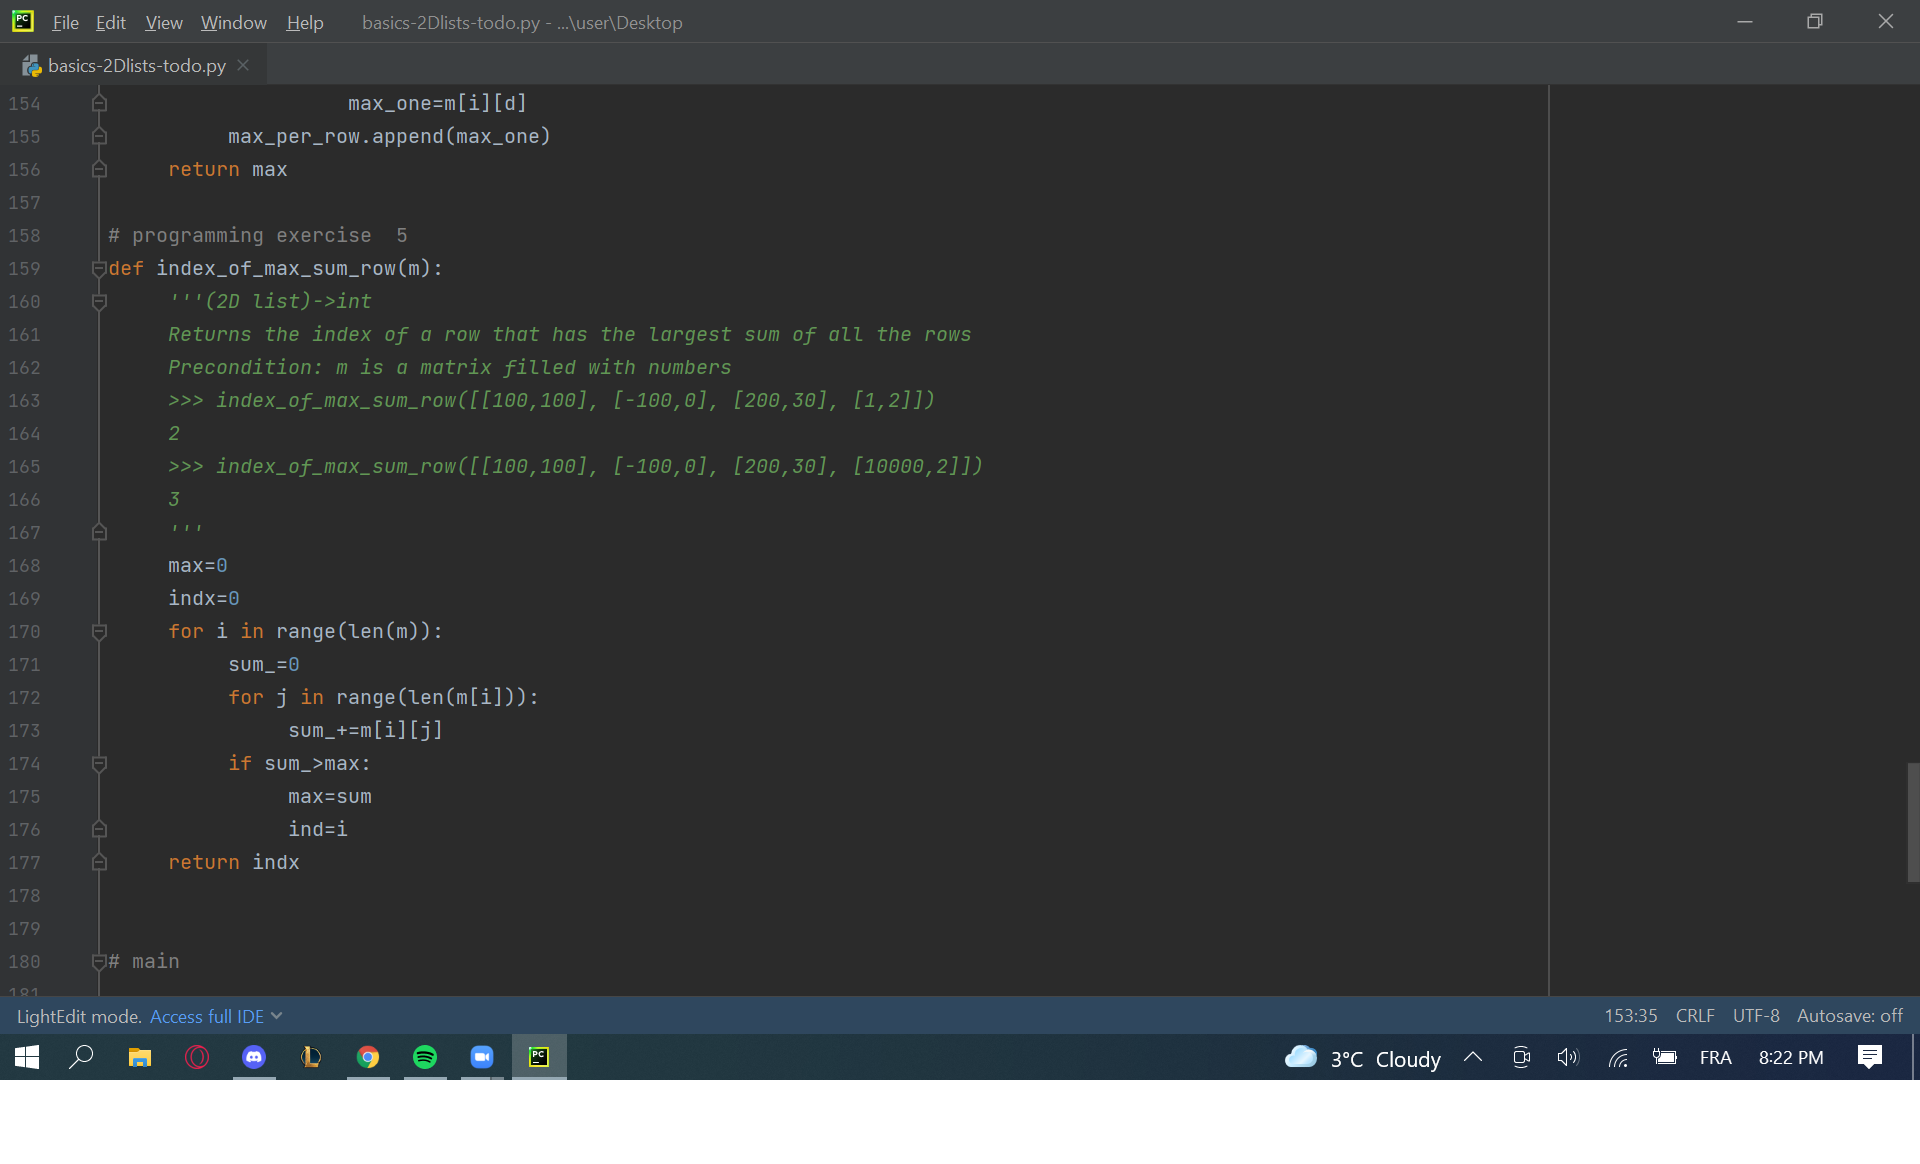 PC File Edit View Window Help basics-2Dlists-todo.py - ...\user\Desktop
basics-2Dlists-todo.py
154 max_one=m[i][d]
155 max_per_row.append(max_one)
156 return max
157
158 # programming exercise  5
159 def index_of_max_sum_row(m):
160 '''(2D list)->int
161 Returns the index of a row that has the largest sum of all the rows
162 Precondition: m is a matrix filled with numbers
163 >>> index_of_max_sum_row([[100,100], [-100,0], [200,30], [1,2]])
164 2
165 >>> index_of_max_sum_row([[100,100], [-100,0], [200,30], [10000,2]])
166 3
167 '''
168 max=0
169 indx=0
170 for i in range(len(m)):
171 sum_=0
172 for j in range(len(m[i])):
173 sum_+=m[i][j]
174 if sum_>max:
175 max=sum
176 ind=i
177 return indx
178
179
180 # main
181
LightEdit mode. Access full IDE 153:35 CRLF UTF-8 Autosave: off
PC 3°C Cloudy FRA 8:22 PM